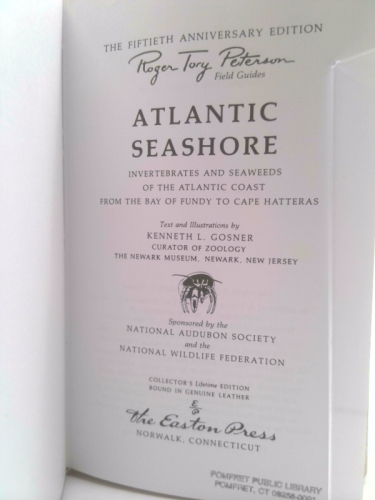 THE FIFTIETH ANNIVERSARY EDITION
Roger Tory Peterson
Field Guides
ATLANTIC
SEASHORE
INVERTEBRATES AND SEAWEEDS
OF THE ATLANTIC COAST
FROM THE BAY OF FUNDY TO CAPE HATTERAS
Text and Illustrations by
KENNETH L. GOSNER
CURATOR OF ZOOLOGY
THE NEWARK MUSEUM, NEWARK, NEW JERSEY
Sponsored by the
NATIONAL AUDUBON SOCIETY
and the
NATIONAL WILDLIFE FEDERATION
COLLECTOR'S Lifetime EDITION
BOUND IN GENUINE LEATHER
The Easton Press
NORWALK, CONNECTICUT
POMFRET PUBLIC LIBRARY
POMFRET, CT